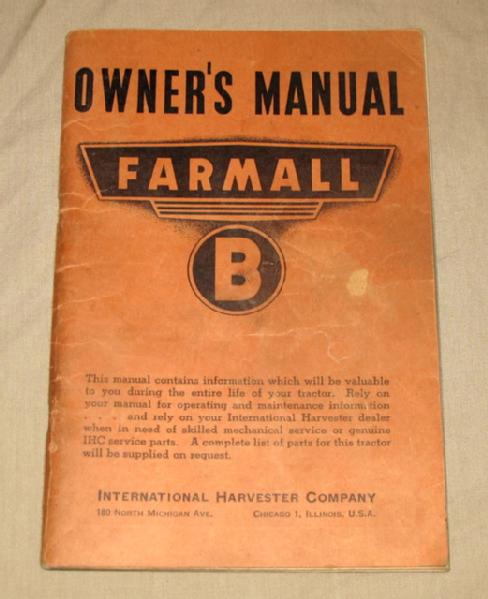 OWNER'S MANUAL
FARMALL
B
This manual contains information which will be valuable
to you during the entire life of your tractor. Rely on
your manual for operating and maintenance information
. . . . and rely on your International Harvester dealer
when in need of skilled mechanical service or genuine
IHC service parts. A complete list of parts for this tractor
will be supplied on request.
INTERNATIONAL HARVESTER COMPANY
180 NORTH MICHIGAN AVE. CHICAGO 1, ILLINOIS, U.S.A.